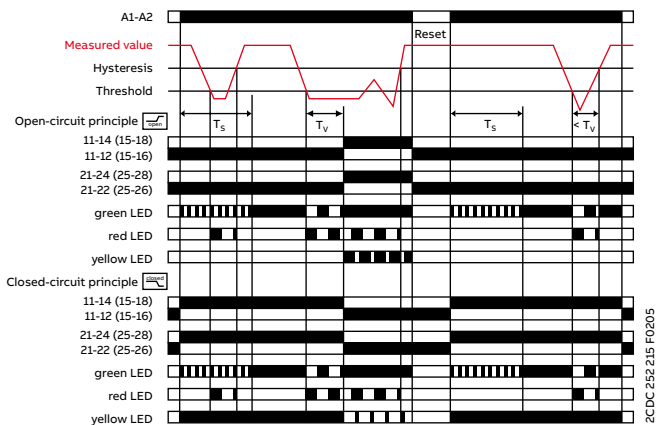 A1-A2
Reset
Measured value
Hysteresis
Threshold
Open-circuit principle open
Ts Tv Ts < Tv
11-14 (15-18)
11-12 (15-16)
21-24 (25-28)
21-22 (25-26)
green LED
red LED
yellow LED
Closed-circuit principle closed
11-14 (15-18)
11-12 (15-16)
21-24 (25-28)
21-22 (25-26)
green LED
red LED
yellow LED
2CDC 252 215 F0205